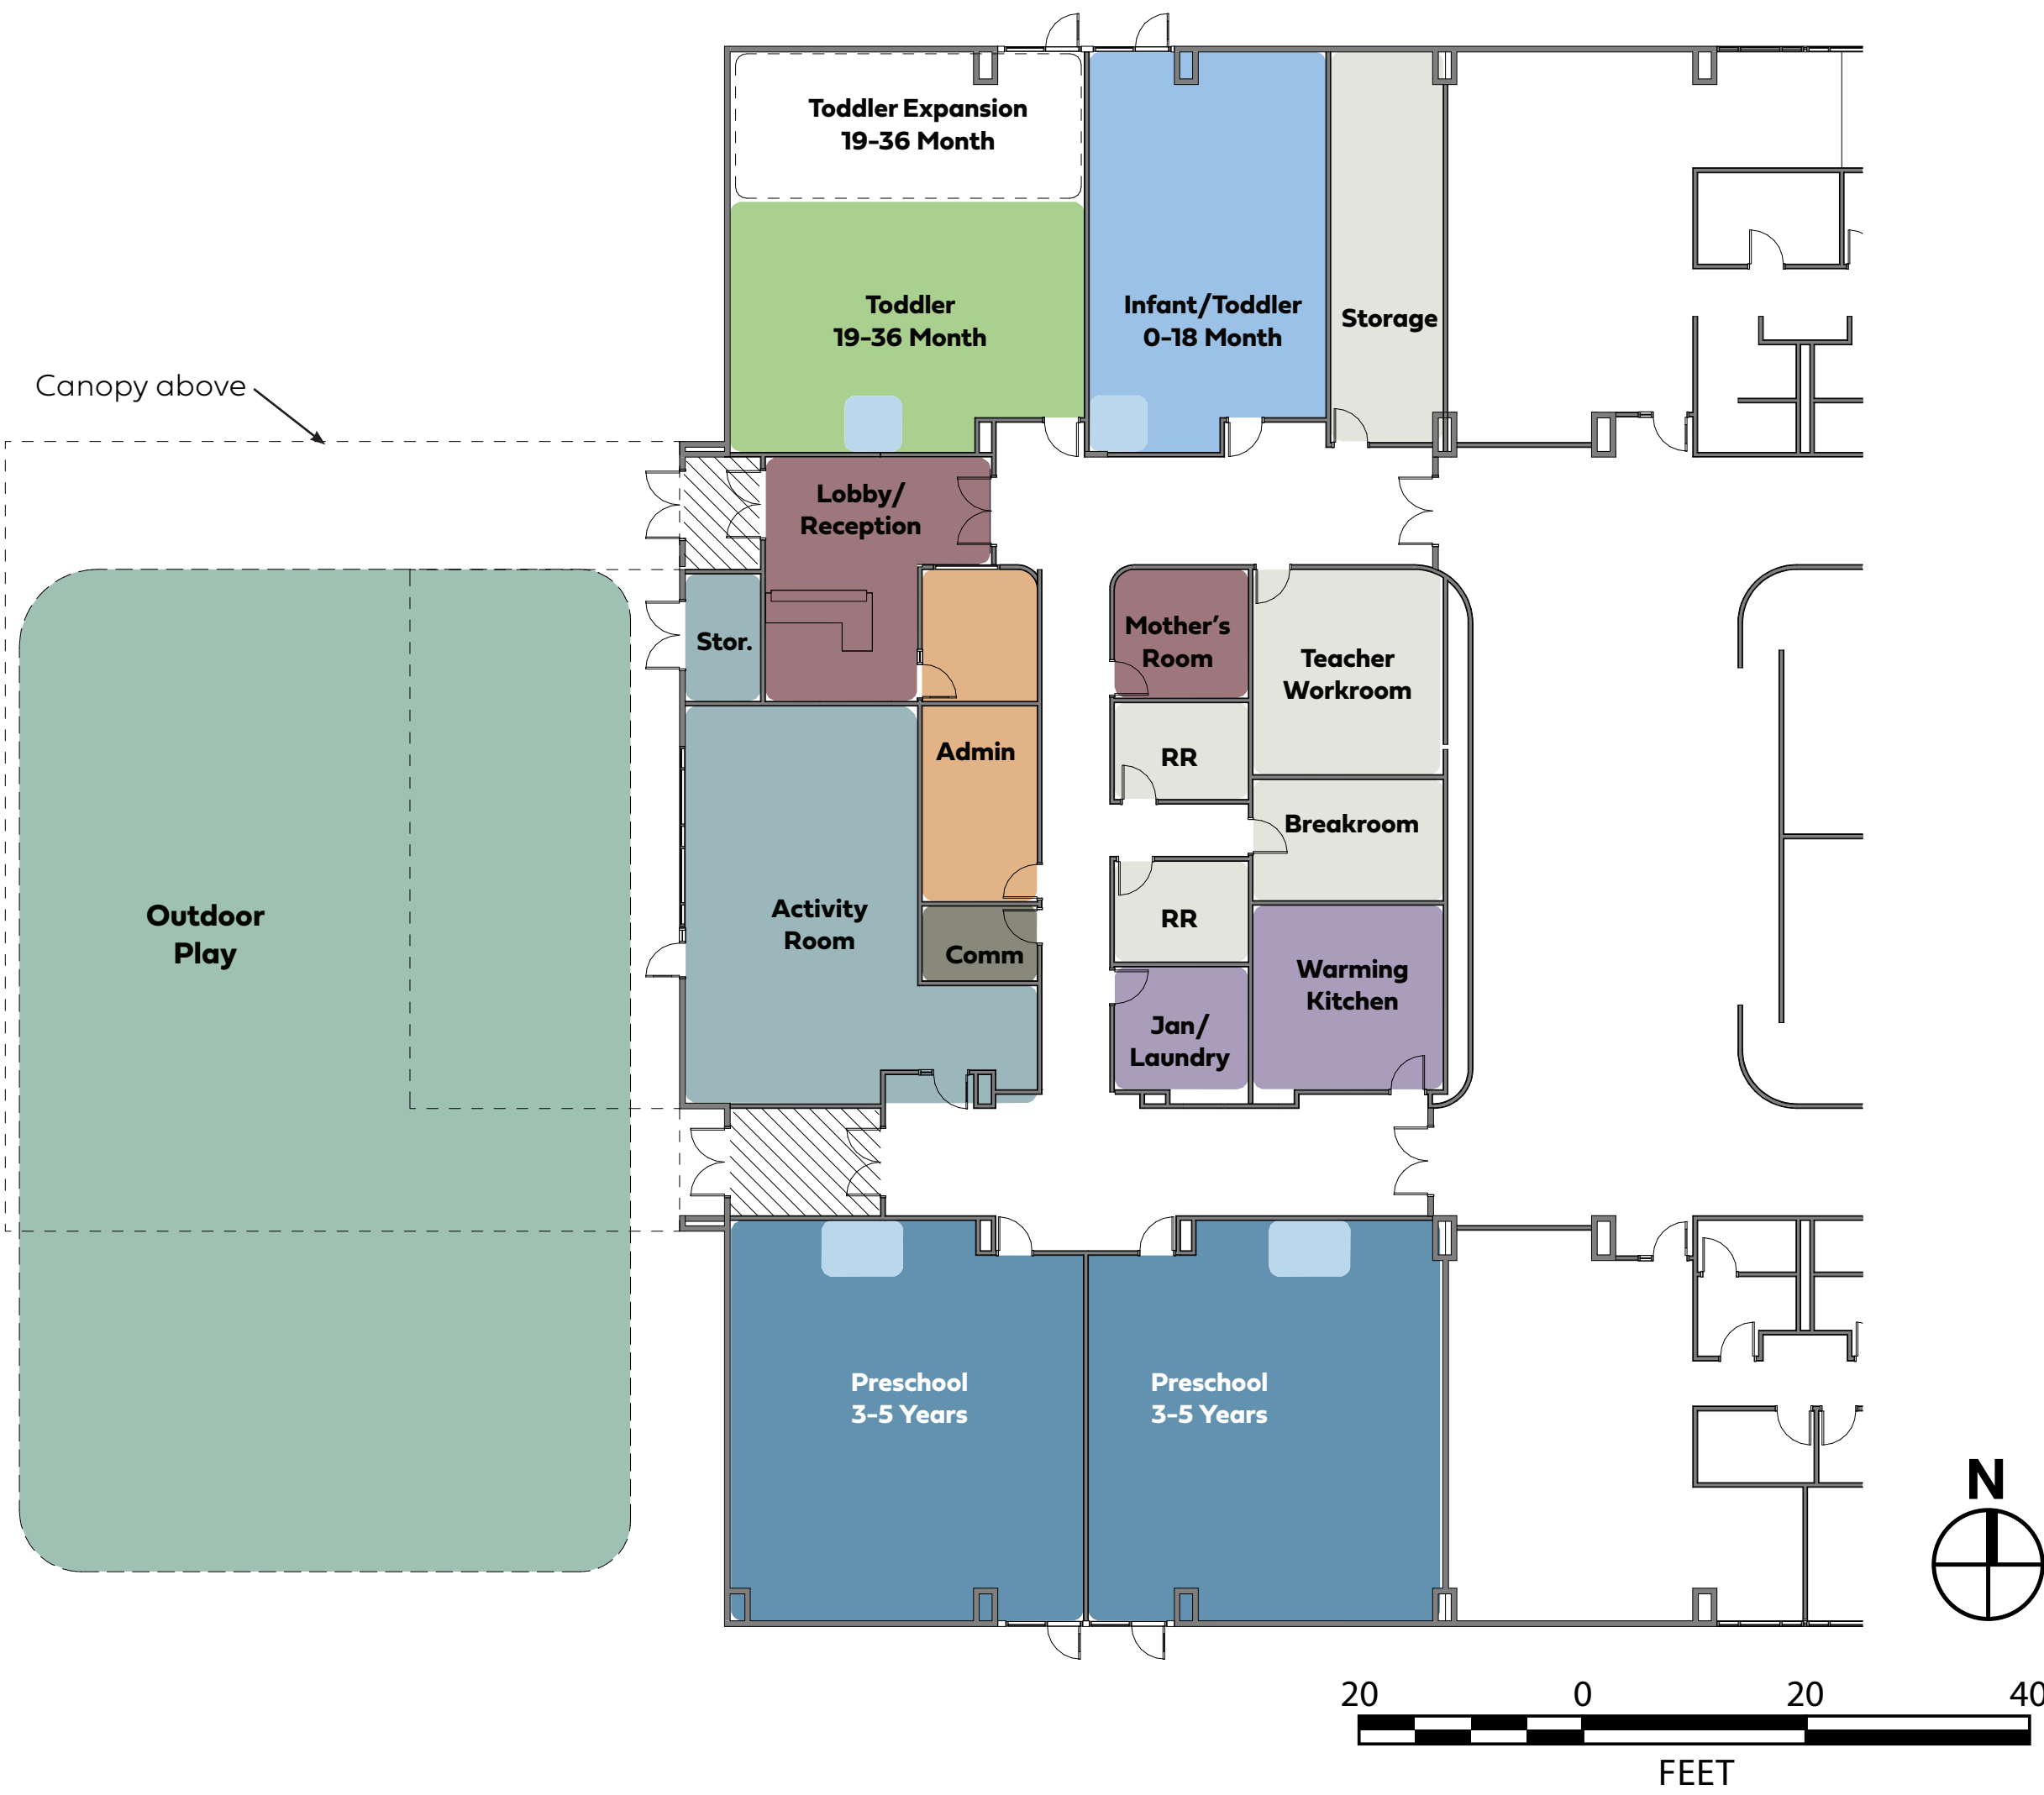 Toddler Expansion
19-36 Month
Toddler
19-36 Month
Infant/Toddler
0-18 Month
Storage
Canopy above
Lobby/
Reception
Stor.
Mother’s
Room
Teacher
Workroom
Admin
RR
Breakroom
Outdoor
Play
Activity
Room
Comm
RR
Warming
Kitchen
Jan/
Laundry
Preschool
3-5 Years
Preschool
3-5 Years
N
20 0 20 40
FEET